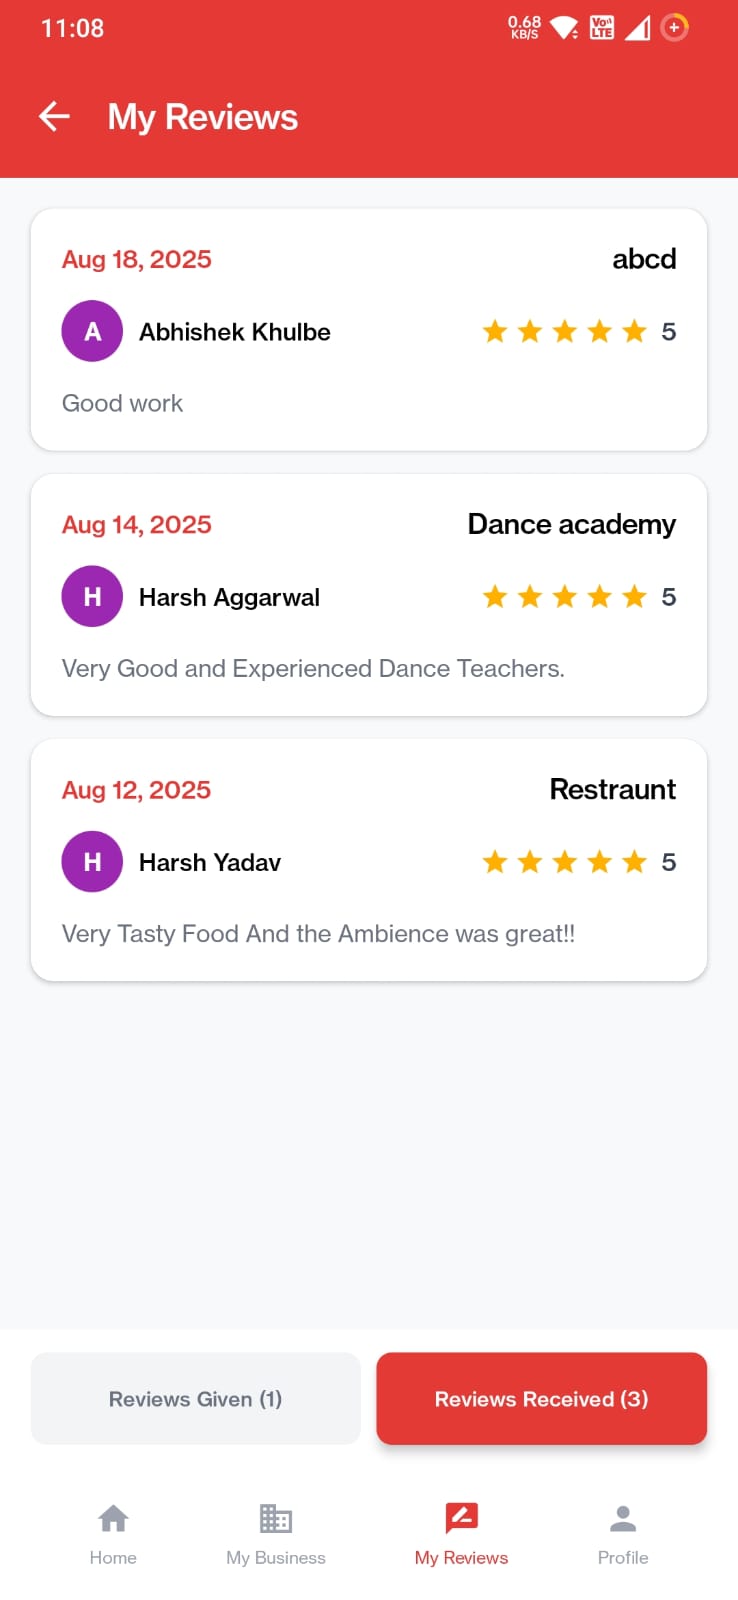 11:08
0.68
KB/S
Vo))
LTE
My Reviews
Aug 18, 2025 abcd
A Abhishek Khulbe 5
Good work
Aug 14, 2025 Dance academy
H Harsh Aggarwal 5
Very Good and Experienced Dance Teachers.
Aug 12, 2025 Restraunt
H Harsh Yadav 5
Very Tasty Food And the Ambience was great!!
Reviews Given (1) Reviews Received (3)
Home My Business My Reviews Profile